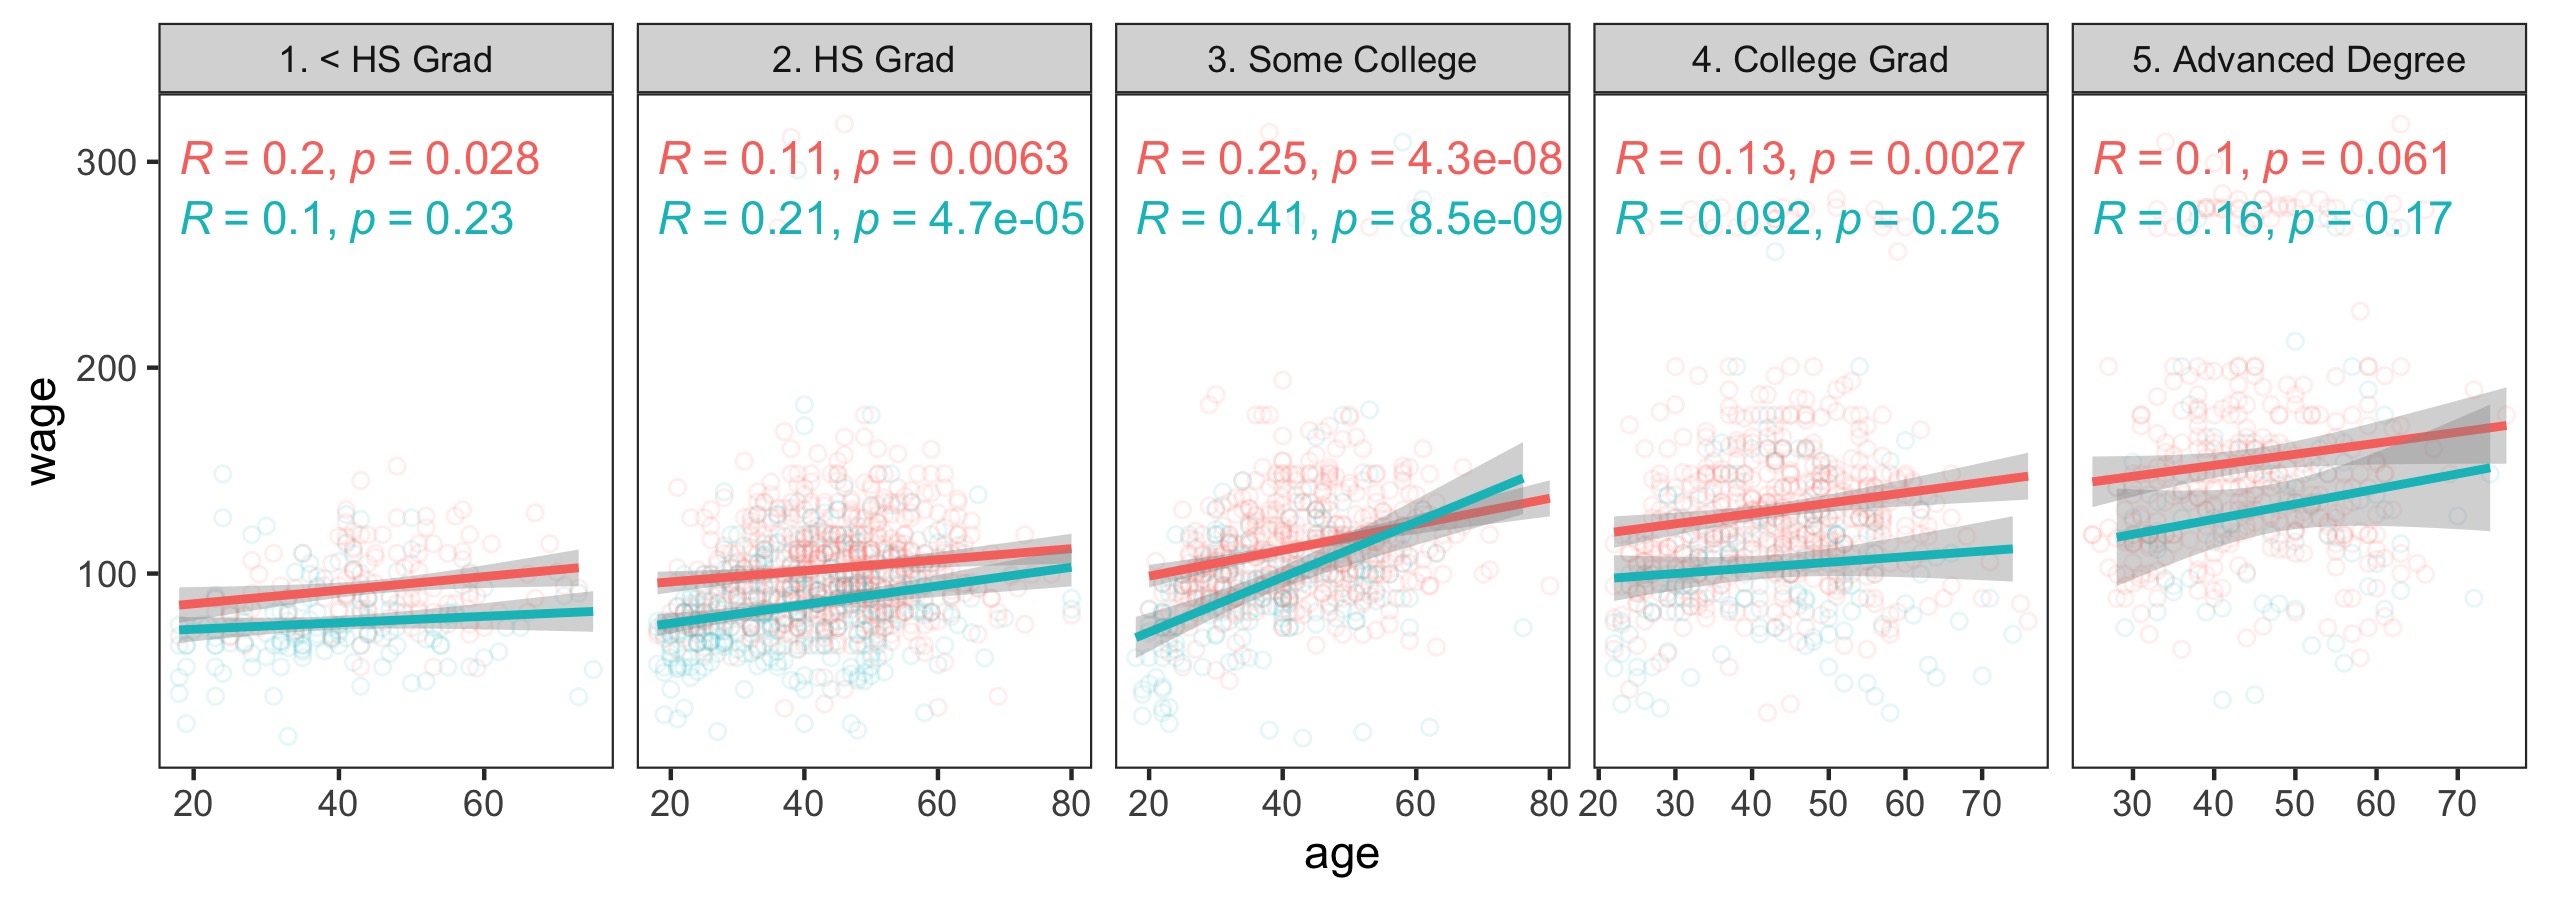 1. < HS Grad
2. HS Grad
3. Some College
4. College Grad
5. Advanced Degree
R = 0.2, p = 0.028
R = 0.1, p = 0.23
R = 0.11, p = 0.0063
R = 0.21, p = 4.7e-05
R = 0.25, p = 4.3e-08
R = 0.41, p = 8.5e-09
R = 0.13, p = 0.0027
R = 0.092, p = 0.25
R = 0.1, p = 0.061
R = 0.16, p = 0.17
300
200
100
wage
20 40 60
20 40 60 80
20 40 60 80
20 30 40 50 60 70
30 40 50 60 70
age